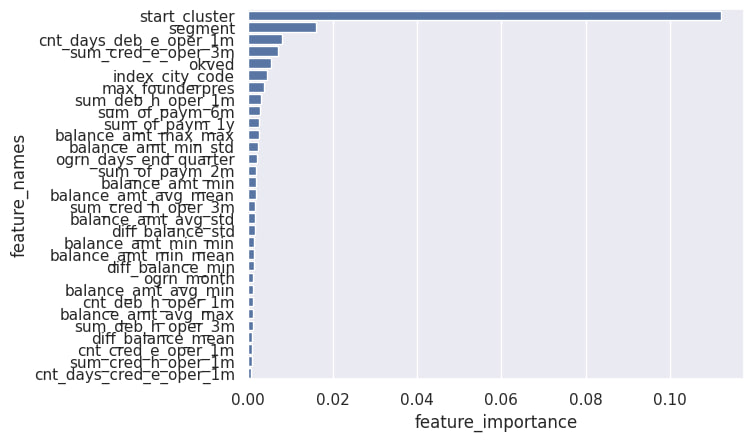 start_cluster
segment
cnt_days_deb_e_oper_1m
sum_cred_e_oper_3m
okved
index_city_code
max_founderpres
sum_deb_h_oper_1m
sum_of_paym_6m
sum_of_paym_1y
balance_amt_max_max
balance_amt_min_std
ogrn_days_end_quarter
sum_of_paym_2m
balance_amt_min
balance_amt_avg_mean
sum_cred_h_oper_3m
balance_amt_avg_std
diff_balance_std
balance_amt_min_min
balance_amt_min_mean
diff_balance_min
ogrn_month
balance_amt_avg_min
cnt_deb_h_oper_1m
balance_amt_avg_max
sum_deb_h_oper_3m
diff_balance_mean
cnt_cred_e_oper_1m
sum_cred_h_oper_1m
cnt_days_cred_e_oper_1m
feature_names
0.00 0.02 0.04 0.06 0.08 0.10
feature_importance